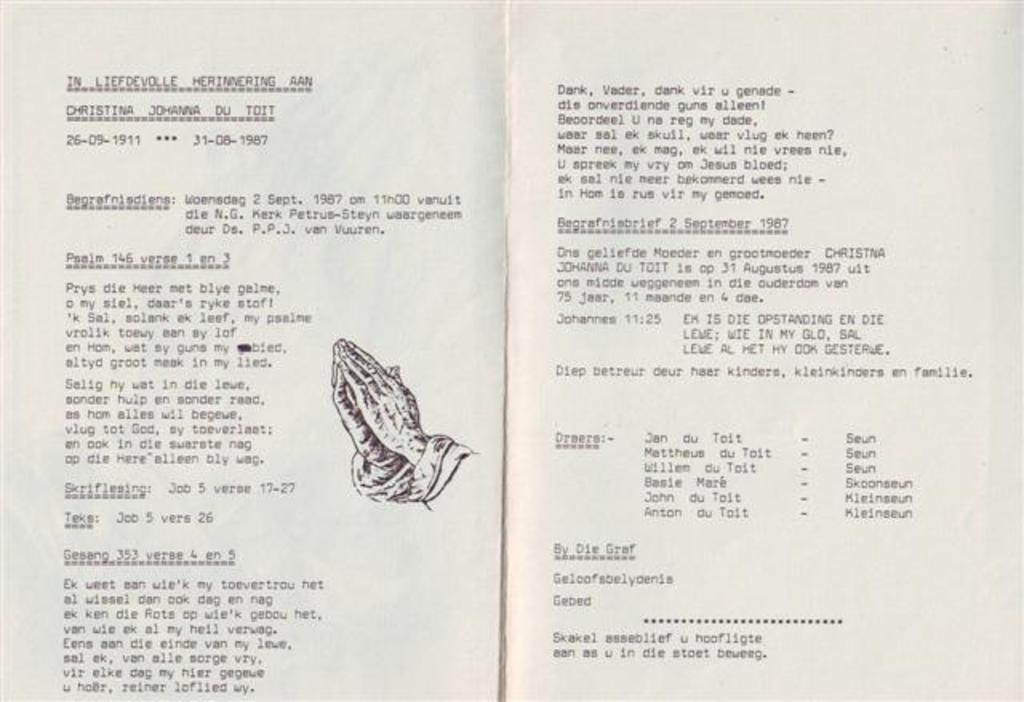 IN LIEFDEVOLLE HERINNERING AAN
CHRISTINA JOHANNA DU TOIT
26-09-1911 *** 31-08-1987
Begrafnisdiens: Woensdag 2 Sept. 1987 om 11h00 vanuit
die N.G. Kerk Petrus-Steyn waargeneem
deur Ds. P.P.J. van Vuuren.
Psalm 146 verse 1 en 3
Prys die Heer met blye galme,
o my siel, daar's ryke stof!
'k Sal, solank ek leef, my psalme
vrolik toewy aan sy lof
en Hom, wat sy guns my bied,
altyd groot maak in my lied.
Salig hy wat in die lewe,
sonder hulp en sonder raad,
as hom alles wil begewe,
vlug tot God, sy toeverlaat;
en ook in die swarste nag
op die Here alleen bly wag.
Skriflesing: Job 5 verse 17-27
Teks: Job 5 vers 26
Gesang 353 verse 4 en 5
Ek weet aan wie'k my toevertrou het
al wissel dan ook dag en nag
ek ken die Rots op wie'k gebou het,
van wie ek al my heil verwag.
Eens aan die einde van my lewe,
sal ek, van alle sorge vry,
vir elke dag my hier gegewe
u hoër, reiner loflied wy.
Dank, Vader, dank vir u genade -
dis onverdiende guns alleen!
Beoordeel U na reg my dade,
waar sal ek skuil, waar vlug ek heen?
Maar nee, ek mag, ek wil nie vrees nie,
U spreek my vry om Jesus bloed;
ek sal nie meer bekommerd wees nie -
in Hom is rus vir my gemoed.
Begrafnisbrief 2 September 1987
Ons geliefde Moeder en grootmoeder CHRISTNA
JOHANNA DU TOIT is op 31 Augustus 1987 uit
ons midde weggeneem in die ouderdom van
75 jaar, 11 maande en 4 dae.
Johannes 11:25 EK IS DIE OPSTANDING EN DIE
LEWE; WIE IN MY GLO, SAL
LEWE AL HET HY OOK GESTERWE.
Diep betreur deur haar kinders, kleinkinders en familie.
Draers:- Jan du Toit - Seun
Mattheus du Toit - Seun
Willem du Toit - Seun
Basie Maré - Skoonseun
John du Toit - Kleinseun
Anton du Toit - Kleinseun
By Die Graf
Geloofsbelydenis
Gebed
****************************
Skakel asseblief u hoofligte
aan as u in die stoet beweeg.